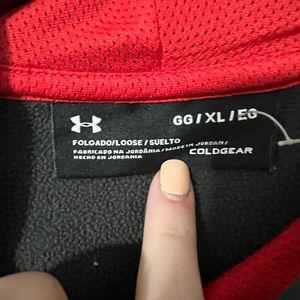 GG / XL / EG
FOLGADO/LOOSE / SUELTO
FABRICADO NA JORDÂNIA/MADE IN JORDAN/
HECHO EN JORDANIA
COLDGEAR